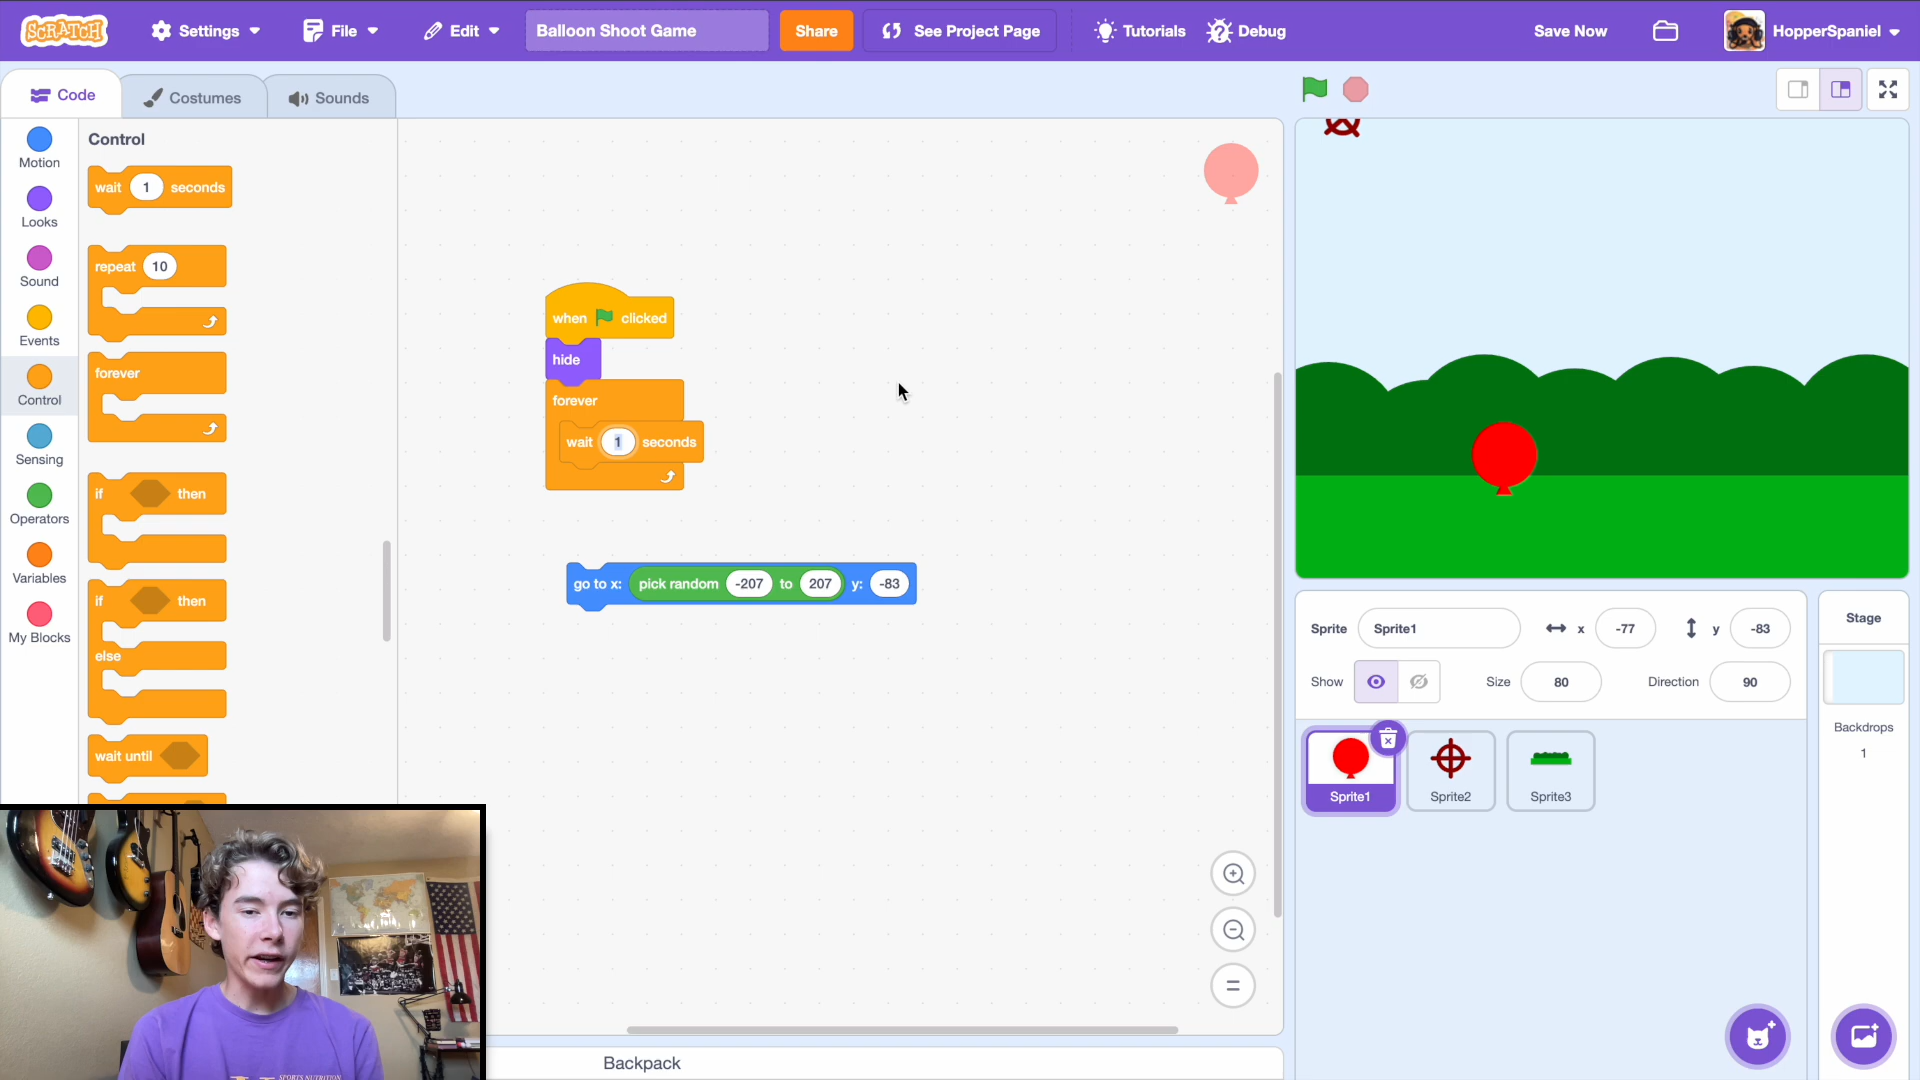 SCRATCH
Settings
File
Edit
Balloon Shoot Game
Share
See Project Page
Tutorials
Debug
Save Now
HopperSpaniel
Code
Costumes
Sounds
Motion
Looks
Sound
Events
Control
Sensing
Operators
Variables
My Blocks
Control
wait 1 seconds
repeat 10
forever
if then
if then
else
wait until
when clicked
hide
forever
wait 1 seconds
go to x: pick random -207 to 207 y: -83
Sprite Sprite1 x -77 y -83
Show Size 80 Direction 90
Sprite1
Sprite2
Sprite3
Stage
Backdrops
1
Backpack
SPORTS NUTRITION